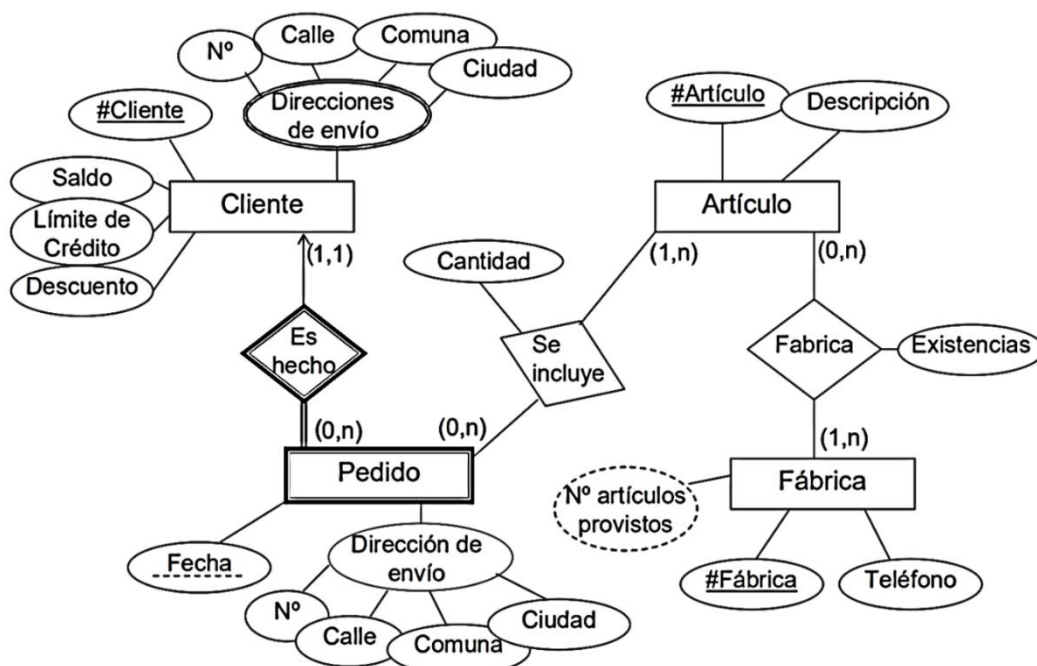 Nº
Calle
Comuna
Ciudad
Direcciones
de envío
#Cliente
Saldo
Límite de
Crédito
Descuento
Cliente
(1,1)
Es
hecho
(0,n)
Pedido
Fecha
Dirección de
envío
Nº
Calle
Comuna
Ciudad
(0,n)
Se
incluye
Cantidad
(1,n)
#Artículo
Descripción
Artículo
(0,n)
Fabrica
Existencias
(1,n)
Fábrica
Nº artículos
provistos
#Fábrica
Teléfono